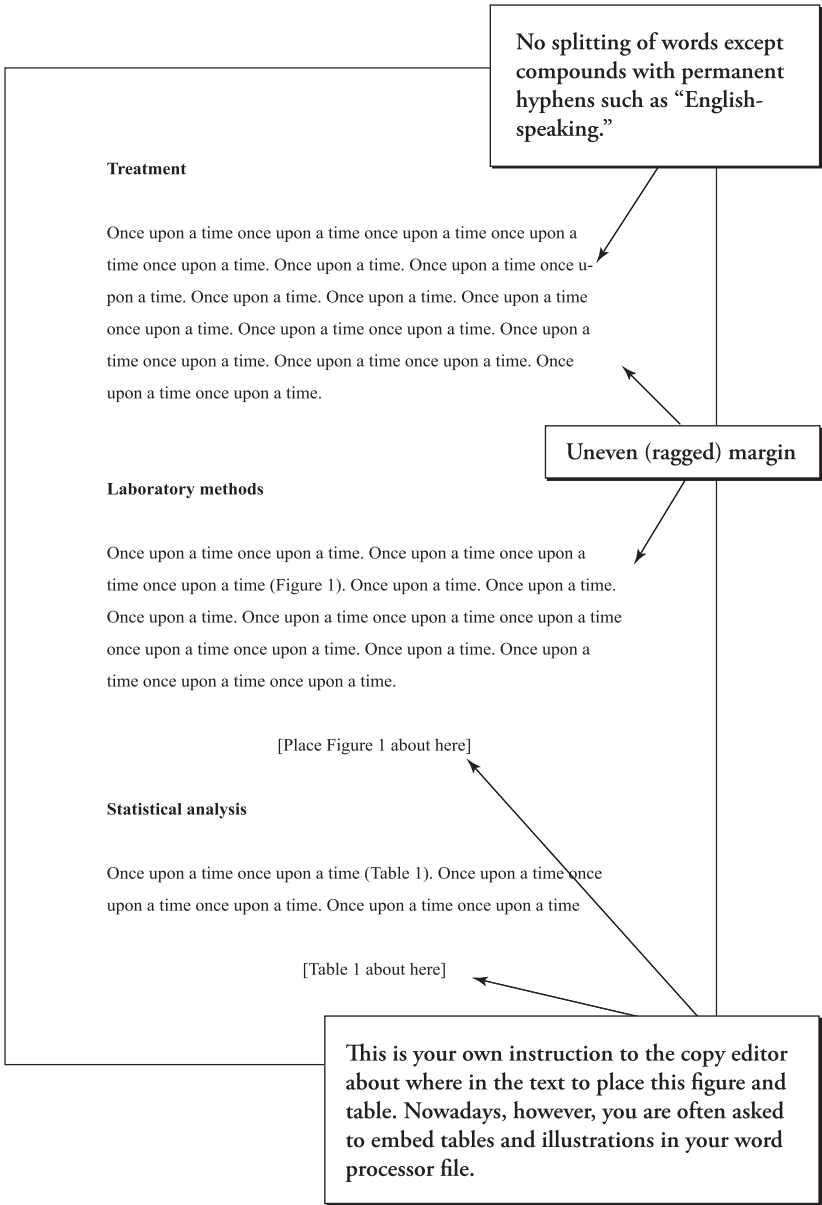 No splitting of words except
compounds with permanent
hyphens such as “English-
speaking.”
Treatment
Once upon a time once upon a time once upon a time once upon a
time once upon a time. Once upon a time. Once upon a time once u-
pon a time. Once upon a time. Once upon a time. Once upon a time
once upon a time. Once upon a time once upon a time. Once upon a
time once upon a time. Once upon a time once upon a time. Once
upon a time once upon a time.
Uneven (ragged) margin
Laboratory methods
Once upon a time once upon a time. Once upon a time once upon a
time once upon a time (Figure 1). Once upon a time. Once upon a time.
Once upon a time. Once upon a time once upon a time once upon a time
once upon a time once upon a time. Once upon a time. Once upon a
time once upon a time once upon a time.
[Place Figure 1 about here]
Statistical analysis
Once upon a time once upon a time (Table 1). Once upon a time once
upon a time once upon a time. Once upon a time once upon a time
[Table 1 about here]
This is your own instruction to the copy editor
about where in the text to place this figure and
table. Nowadays, however, you are often asked
to embed tables and illustrations in your word
processor file.